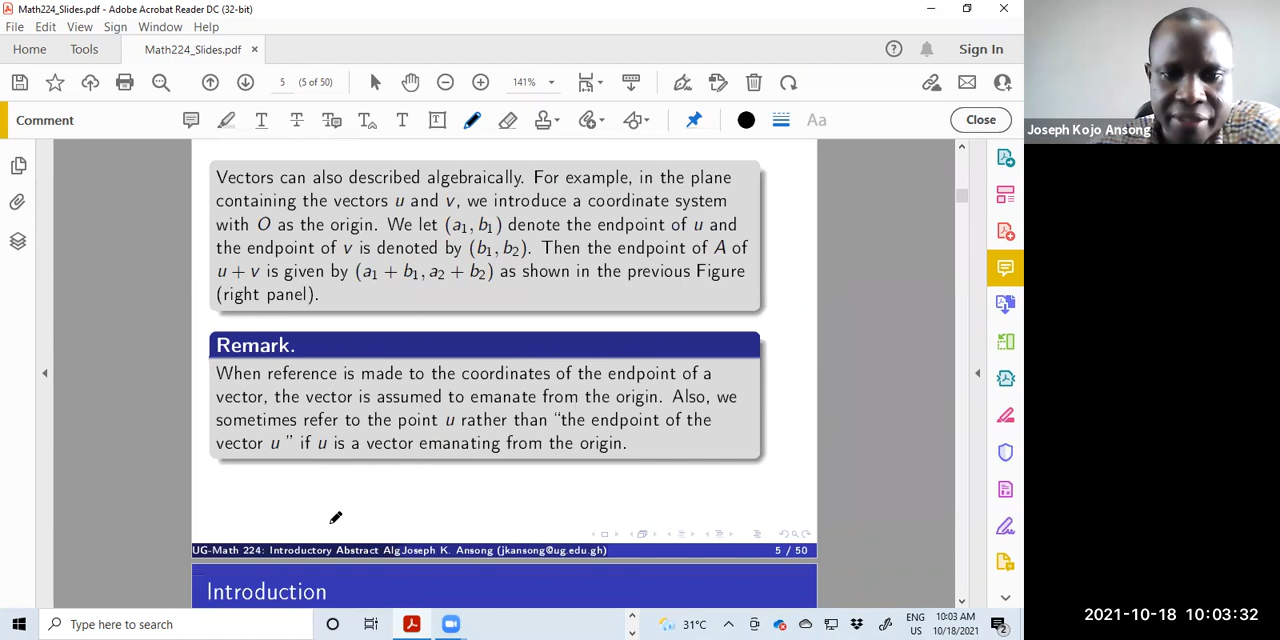 Math224_Slides.pdf - Adobe Acrobat Reader DC (32-bit)
File Edit View Sign Window Help
Home Tools Math224_Slides.pdf × Sign In
5 (5 of 50) 141%
Comment Aa Close
Joseph Kojo Ansong
Vectors can also described algebraically. For example, in the plane
containing the vectors u and v, we introduce a coordinate system
with O as the origin. We let (a₁, b₁) denote the endpoint of u and
the endpoint of v is denoted by (b₁, b₂). Then the endpoint of A of
u + v is given by (a₁ + b₁, a₂ + b₂) as shown in the previous Figure
(right panel).
Remark.
When reference is made to the coordinates of the endpoint of a
vector, the vector is assumed to emanate from the origin. Also, we
sometimes refer to the point u rather than “the endpoint of the
vector u ” if u is a vector emanating from the origin.
UG-Math 224: Introductory Abstract Alg Joseph K. Ansong (jkansong@ug.edu.gh) 5 / 50
Introduction
Type here to search 31°C ENG US 10:03 AM 10/18/2021 2
2021-10-18 10:03:32